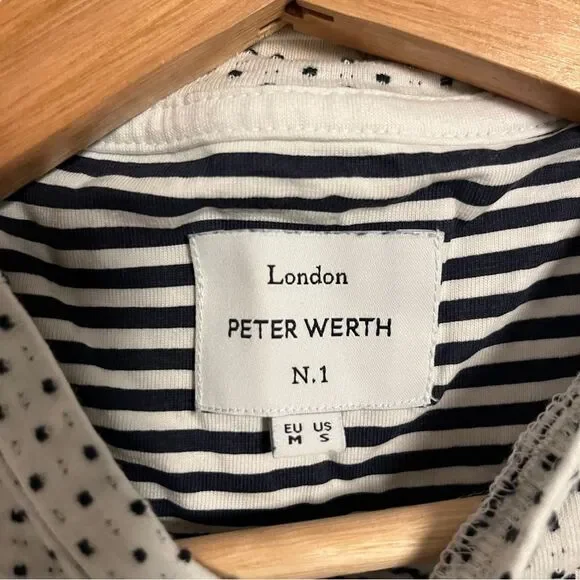 London
PETER WERTH
N.1
EU US
M S